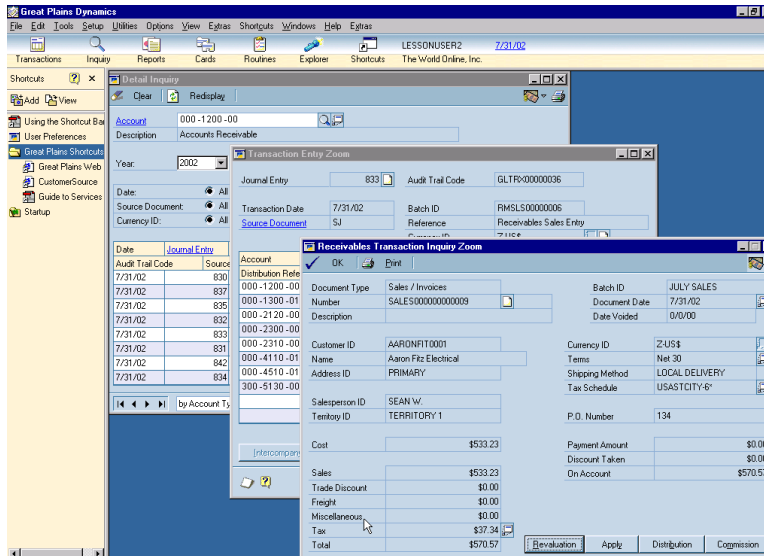 Great Plains Dynamics
File Edit Tools Setup Utilities Options View Extras Shortcuts Windows Help Extras
LESSONUSER2 7/31/02
Transactions Inquiry Reports Cards Routines Explorer Shortcuts The World Online, Inc.
Shortcuts
Add View
Using the Shortcut Bar
User Preferences
Great Plains Shortcuts
Great Plains Web
CustomerSource
Guide to Services
Startup
Detail Inquiry
Clear Redisplay
Account 000 -1200 -00
Description Accounts Receivable
Year: 2002
Date: All
Source Document: All
Currency ID: All
Date Journal Entry
Audit Trail Code Source
7/31/02 830
7/31/02 837
7/31/02 835
7/31/02 832
7/31/02 833
7/31/02 831
7/31/02 842
7/31/02 834
by Account Ty
Transaction Entry Zoom
Journal Entry 833 Audit Trail Code GLTRX00000036
Transaction Date 7/31/02 Batch ID RMSLS00000006
Source Document SJ Reference Receivables Sales Entry
Currency ID Z-US$
Account
Distribution Refe
000 -1200 -00
000 -1300 -01
000 -2120 -00
000 -2300 -00
000 -2310 -00
000 -4110 -01
000 -4510 -01
300 -5130 -00
Intercompany
Receivables Transaction Inquiry Zoom
OK Print
Document Type Sales / Invoices Batch ID JULY SALES
Number SALES000000000009 Document Date 7/31/02
Description Date Voided 0/0/00
Customer ID AARONFIT0001 Currency ID Z-US$
Name Aaron Fitz Electrical Terms Net 30
Address ID PRIMARY Shipping Method LOCAL DELIVERY
Tax Schedule USASTCITY-6*
Salesperson ID SEAN W.
Territory ID TERRITORY 1 P.O. Number 134
Cost $533.23 Payment Amount $0.0
Discount Taken $0.0
Sales $533.23 On Account $570.5
Trade Discount $0.00
Freight $0.00
Miscellaneous $0.00
Tax $37.34
Total $570.57 Revaluation Apply Distribution Commission